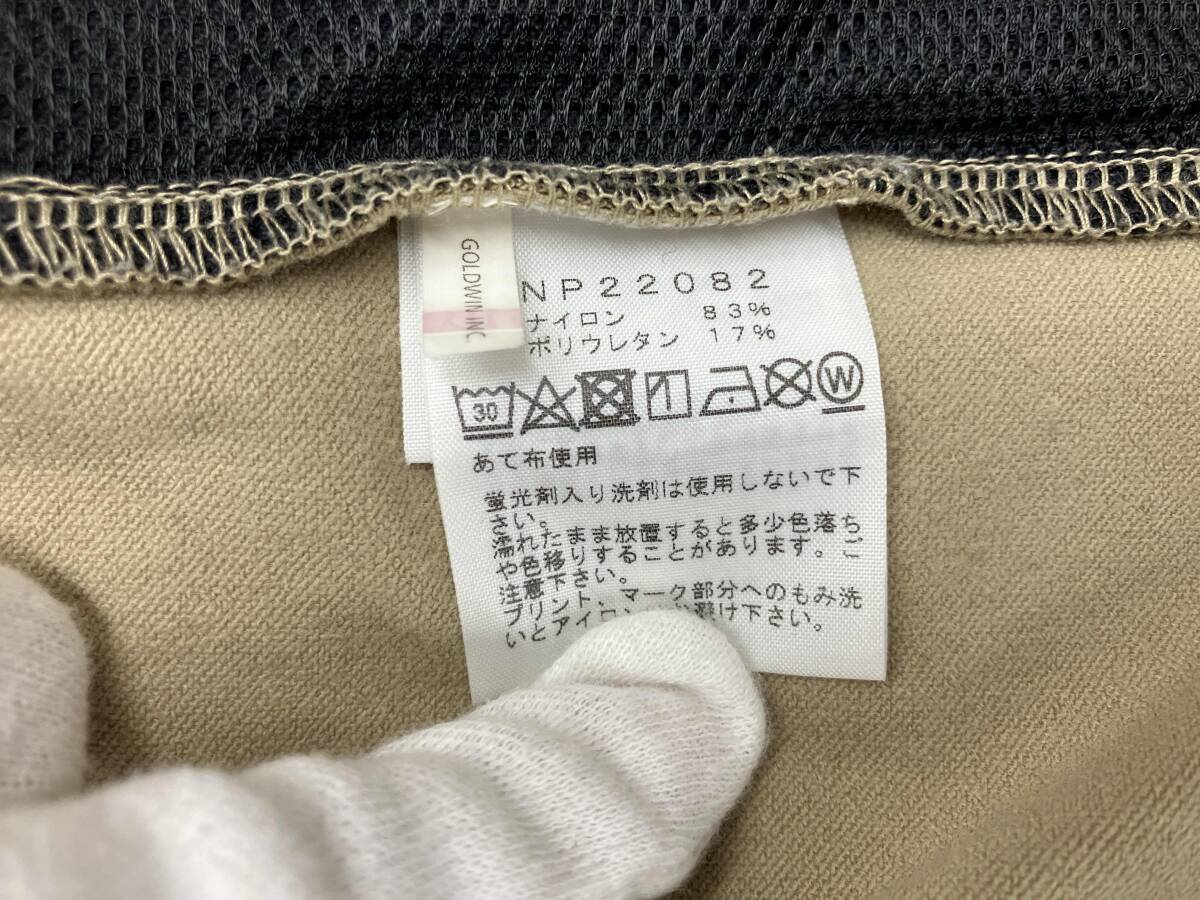 GOLDWIN INC
NP22082
ナイロン 83%
ポリウレタン 17%
30
W
あて布使用
蛍光剤入り洗剤は使用しないで下
さい。
濡れたまま放置すると多少色落ち
や色移りすることがあります。ご
注意下さい。
プリント、マーク部分へのもみ洗
いとアイロン 避け下さい。